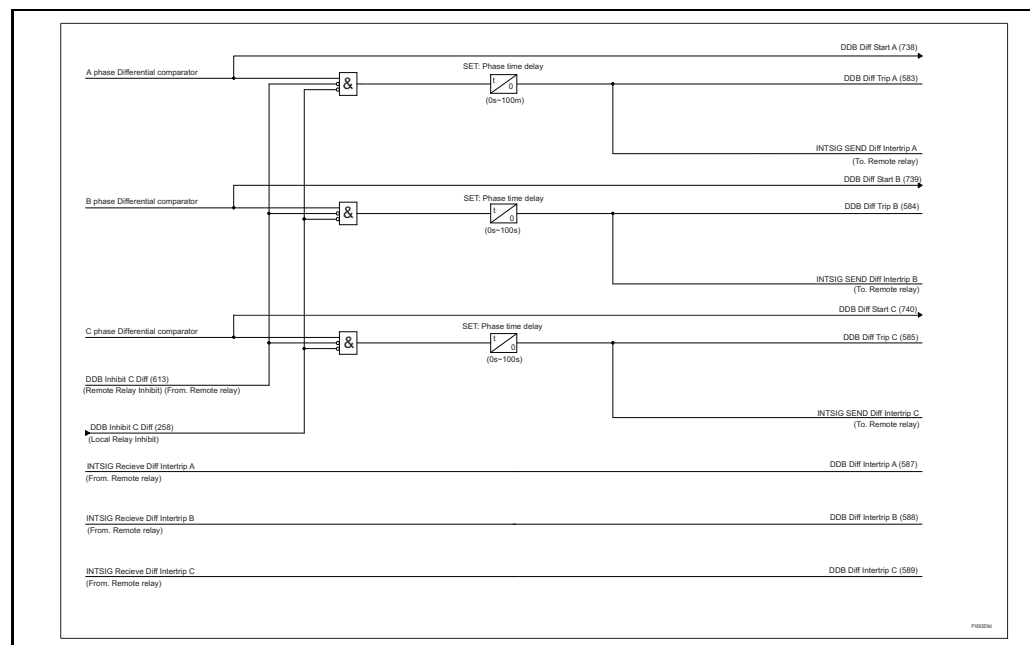 DDB Diff Start A (738)
A phase Differential comparator
SET: Phase time delay
&
t
0
DDB Diff Trip A (583)
(0s~100m)
INTSIG SEND Diff Intertrip A
(To. Remote relay)
DDB Diff Start B (739)
B phase Differential comparator
SET: Phase time delay
&
t
0
DDB Diff Trip B (584)
(0s~100s)
INTSIG SEND Diff Intertrip B
(To. Remote relay)
DDB Diff Start C (740)
C phase Differential comparator
SET: Phase time delay
&
t
0
DDB Diff Trip C (585)
(0s~100s)
DDB Inhibit C Diff (613)
(Remote Relay Inhibit) (From. Remote relay)
INTSIG SEND Diff Intertrip C
(To. Remote relay)
DDB Inhibit C Diff (258)
(Local Relay Inhibit)
INTSIG Recieve Diff Intertrip A
DDB Diff Intertrip A (587)
(From. Remote relay)
INTSIG Recieve Diff Intertrip B
DDB Diff Intertrip B (588)
(From. Remote relay)
INTSIG Recieve Diff Intertrip C
DDB Diff Intertrip C (589)
(From. Remote relay)
P1693ENd